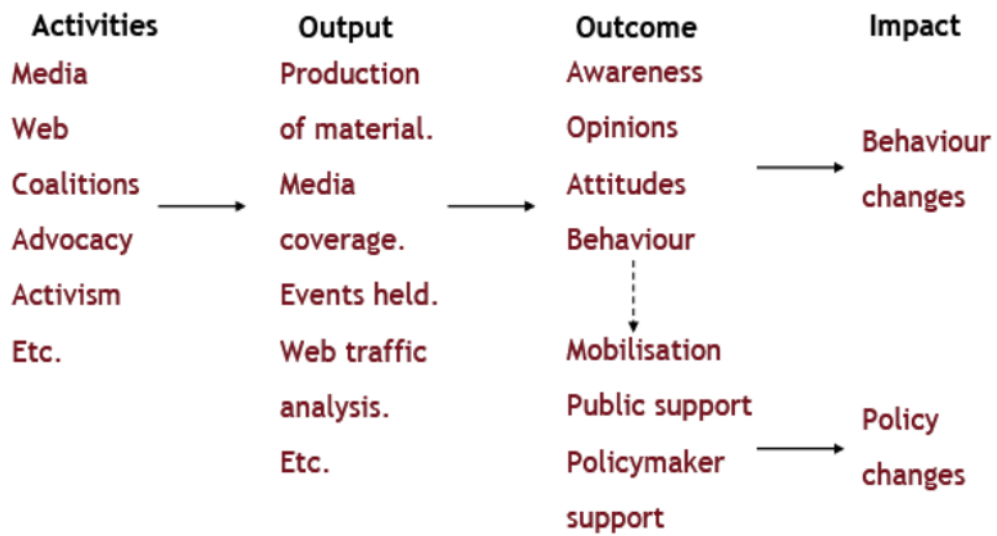 Activities
Media
Web
Coalitions
Advocacy
Activism
Etc.
Output
Production
of material.
Media
coverage.
Events held.
Web traffic
analysis.
Etc.
Outcome
Awareness
Opinions
Attitudes
Behaviour
Mobilisation
Public support
Policymaker
support
Impact
Behaviour
changes
Policy
changes